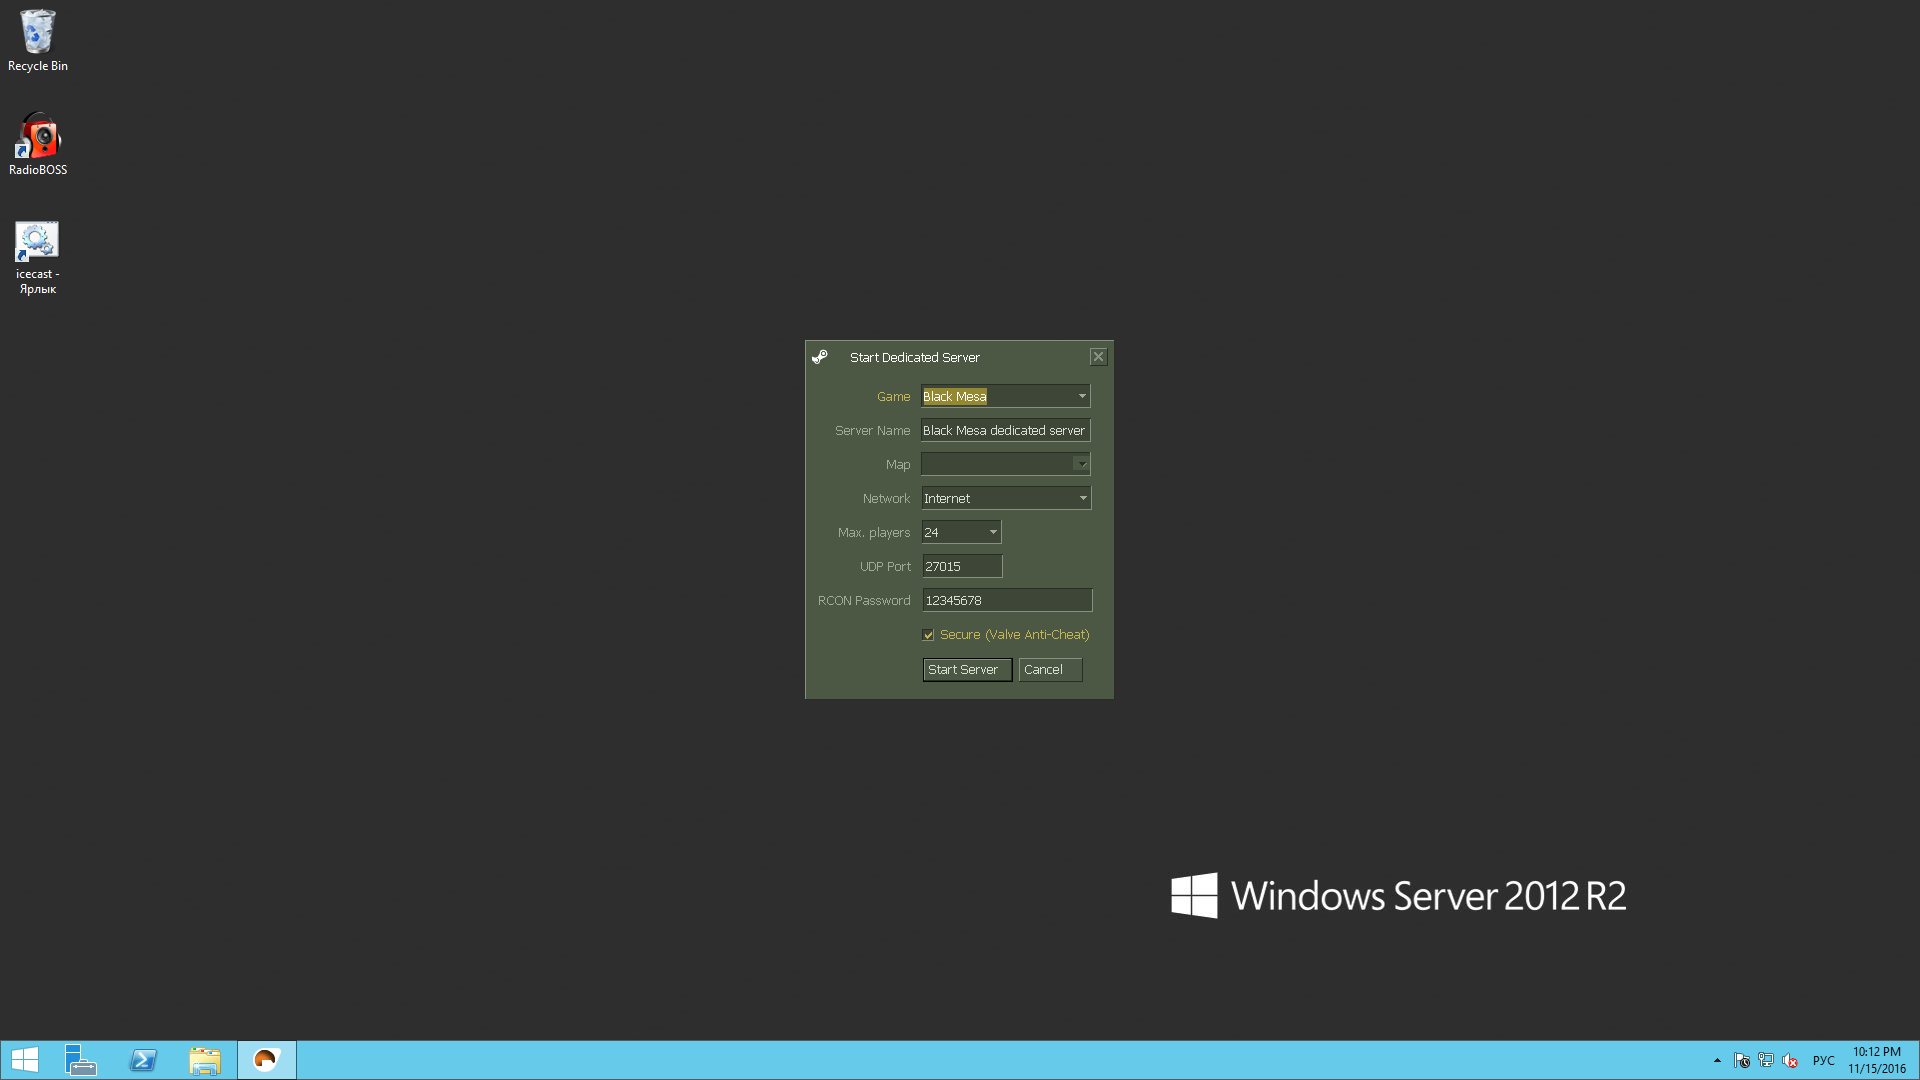 Recycle Bin
RadioBOSS
icecast -
Ярлык
Start Dedicated Server
Game Black Mesa
Server Name Black Mesa dedicated server
Map
Network Internet
Max. players 24
UDP Port 27015
RCON Password 12345678
Secure (Valve Anti-Cheat)
Start Server Cancel
Windows Server 2012 R2
РУС
10:12 PM
11/15/2016